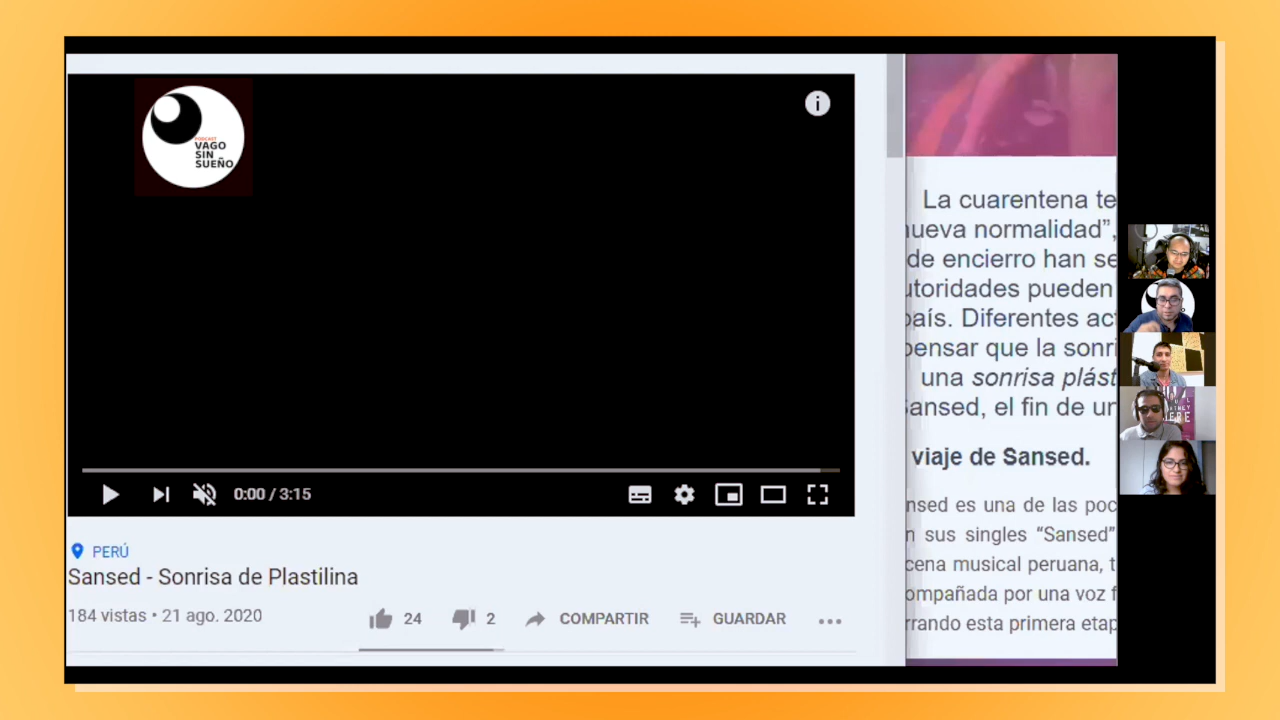 PODCAST
VAGO
SIN
SUEÑO
0:00 / 3:15
PERÚ
Sansed - Sonrisa de Plastilina
184 vistas • 21 ago. 2020
24
2
COMPARTIR
GUARDAR
La cuarentena te
nueva normalidad”,
de encierro han se
utoridades pueden
país. Diferentes act
pensar que la sonri
una sonrisa plást
Sansed, el fin de un
viaje de Sansed.
nsed es una de las poc
n sus singles “Sansed”
cena musical peruana, t
ompañada por una voz f
rrando esta primera etap